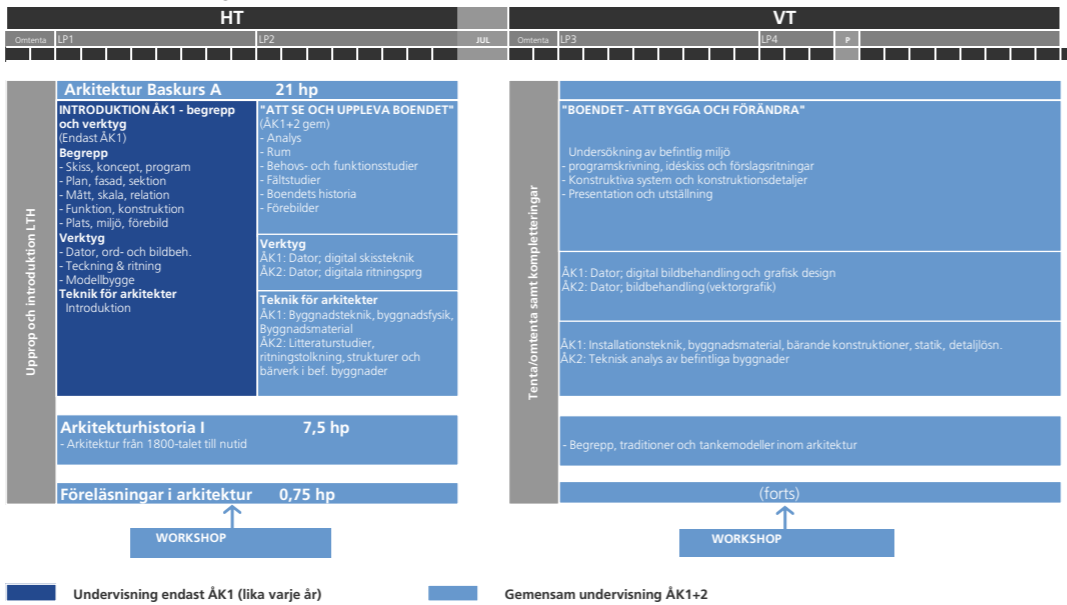 HT
VT
Omtenta
LP1
LP2
JUL
Omtenta
LP3
LP4
P
Upprop och introduktion LTH
Arkitektur Baskurs A 21 hp
INTRODUKTION ÅK1 - begrepp
och verktyg
(Endast ÅK1)
Begrepp
- Skiss, koncept, program
- Plan, fasad, sektion
- Mått, skala, relation
- Funktion, konstruktion
- Plats, miljö, förebild
Verktyg
- Dator, ord- och bildbeh.
- Teckning & ritning
- Modellbygge
Teknik för arkitekter
Introduktion
"ATT SE OCH UPPLEVA BOENDET"
(ÅK1+2 gem)
- Analys
- Rum
- Behovs- och funktionsstudier
- Fältstudier
- Boendets historia
- Förebilder
Verktyg
ÅK1: Dator; digital skissteknik
ÅK2: Dator; digitala ritningsprg
Teknik för arkitekter
ÅK1: Byggnadsteknik, byggnadsfysik,
Byggnadsmaterial
ÅK2: Litteraturstudier,
ritningstolkning, strukturer och
bärverk i bef. byggnader
Arkitekturhistoria I 7,5 hp
- Arkitektur från 1800-talet till nutid
Föreläsningar i arkitektur 0,75 hp
WORKSHOP
Tenta/omtenta samt kompletteringar
"BOENDET- ATT BYGGA OCH FÖRÄNDRA"
Undersökning av befintlig miljö
- programskrivning, idéskiss och förslagsritningar
- Konstruktiva system och konstruktionsdetaljer
- Presentation och utställning
ÅK1: Dator; digital bildbehandling och grafisk design
ÅK2: Dator; bildbehandling (vektorgrafik)
ÅK1: Installationsteknik, byggnadsmaterial, bärande konstruktioner, statik, detaljlösn.
ÅK2: Teknisk analys av befintliga byggnader
- Begrepp, traditioner och tankemodeller inom arkitektur
(forts)
WORKSHOP
Undervisning endast ÅK1 (lika varje år)
Gemensam undervisning ÅK1+2